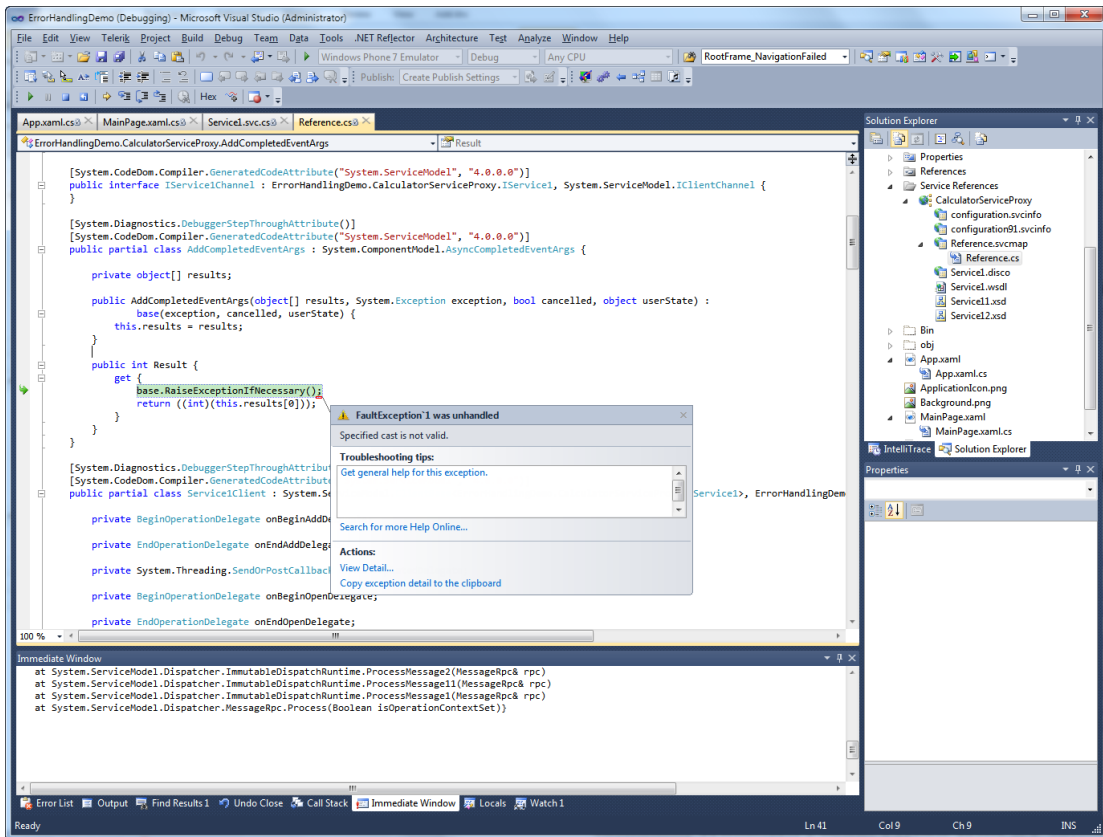 ErrorHandlingDemo (Debugging) - Microsoft Visual Studio (Administrator)
File Edit View Telerik Project Build Debug Team Data Tools .NET Reflector Architecture Test Analyze Window Help
Windows Phone 7 Emulator Debug Any CPU RootFrame_NavigationFailed
Publish: Create Publish Settings
Hex
App.xaml.cs MainPage.xaml.cs Service1.svc.cs Reference.cs
ErrorHandlingDemo.CalculatorServiceProxy.AddCompletedEventArgs Result
[System.CodeDom.Compiler.GeneratedCodeAttribute("System.ServiceModel", "4.0.0.0")]
public interface IService1Channel : ErrorHandlingDemo.CalculatorServiceProxy.IService1, System.ServiceModel.IClientChannel {
}
[System.Diagnostics.DebuggerStepThroughAttribute()]
[System.CodeDom.Compiler.GeneratedCodeAttribute("System.ServiceModel", "4.0.0.0")]
public partial class AddCompletedEventArgs : System.ComponentModel.AsyncCompletedEventArgs {
private object[] results;
public AddCompletedEventArgs(object[] results, System.Exception exception, bool cancelled, object userState) :
base(exception, cancelled, userState) {
this.results = results;
}
public int Result {
get {
base.RaiseExceptionIfNecessary();
return ((int)(this.results[0]));
}
}
}
[System.Diagnostics.DebuggerStepThroughAttribut
[System.CodeDom.Compiler.GeneratedCodeAttribute
public partial class Service1Client : System.Se Service1>, ErrorHandlingDem
private BeginOperationDelegate onBeginAddDe
private EndOperationDelegate onEndAddDelega
private System.Threading.SendOrPostCallbac
private BeginOperationDelegate onBeginOpenDelegate;
private EndOperationDelegate onEndOpenDelegate;
100 %
FaultException`1 was unhandled
Specified cast is not valid.
Troubleshooting tips:
Get general help for this exception.
Search for more Help Online...
Actions:
View Detail...
Copy exception detail to the clipboard
Immediate Window
at System.ServiceModel.Dispatcher.ImmutableDispatchRuntime.ProcessMessage2(MessageRpc& rpc)
at System.ServiceModel.Dispatcher.ImmutableDispatchRuntime.ProcessMessage11(MessageRpc& rpc)
at System.ServiceModel.Dispatcher.ImmutableDispatchRuntime.ProcessMessage1(MessageRpc& rpc)
at System.ServiceModel.Dispatcher.MessageRpc.Process(Boolean isOperationContextSet)}
Error List Output Find Results 1 Undo Close Call Stack Immediate Window Locals Watch 1
Solution Explorer
Properties
References
Service References
CalculatorServiceProxy
configuration.svcinfo
configuration91.svcinfo
Reference.svcmap
Reference.cs
Service1.disco
Service1.wsdl
Service11.xsd
Service12.xsd
Bin
obj
App.xaml
App.xaml.cs
ApplicationIcon.png
Background.png
MainPage.xaml
MainPage.xaml.cs
IntelliTrace Solution Explorer
Properties
Ready Ln 41 Col 9 Ch 9 INS